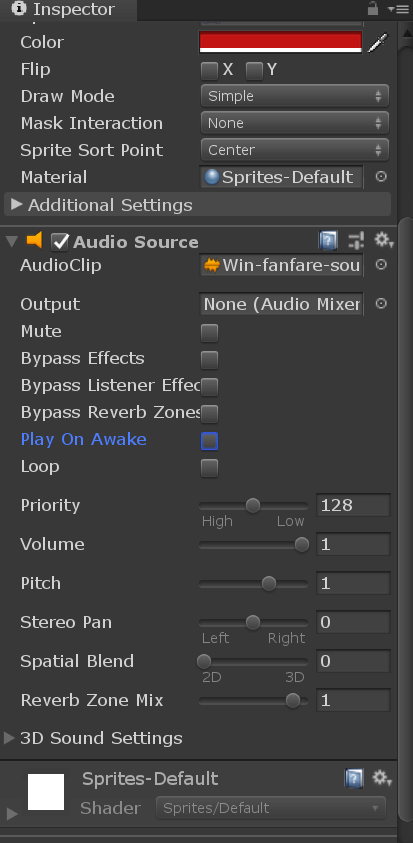 Inspector
Color
Flip X Y
Draw Mode Simple
Mask Interaction None
Sprite Sort Point Center
Material Sprites-Default
Additional Settings
Audio Source
AudioClip Win-fanfare-sou
Output None (Audio Mixer
Mute
Bypass Effects
Bypass Listener Effec
Bypass Reverb Zones
Play On Awake
Loop
Priority 128
High Low
Volume 1
Pitch 1
Stereo Pan 0
Left Right
Spatial Blend 0
2D 3D
Reverb Zone Mix 1
3D Sound Settings
Sprites-Default
Shader Sprites/Default